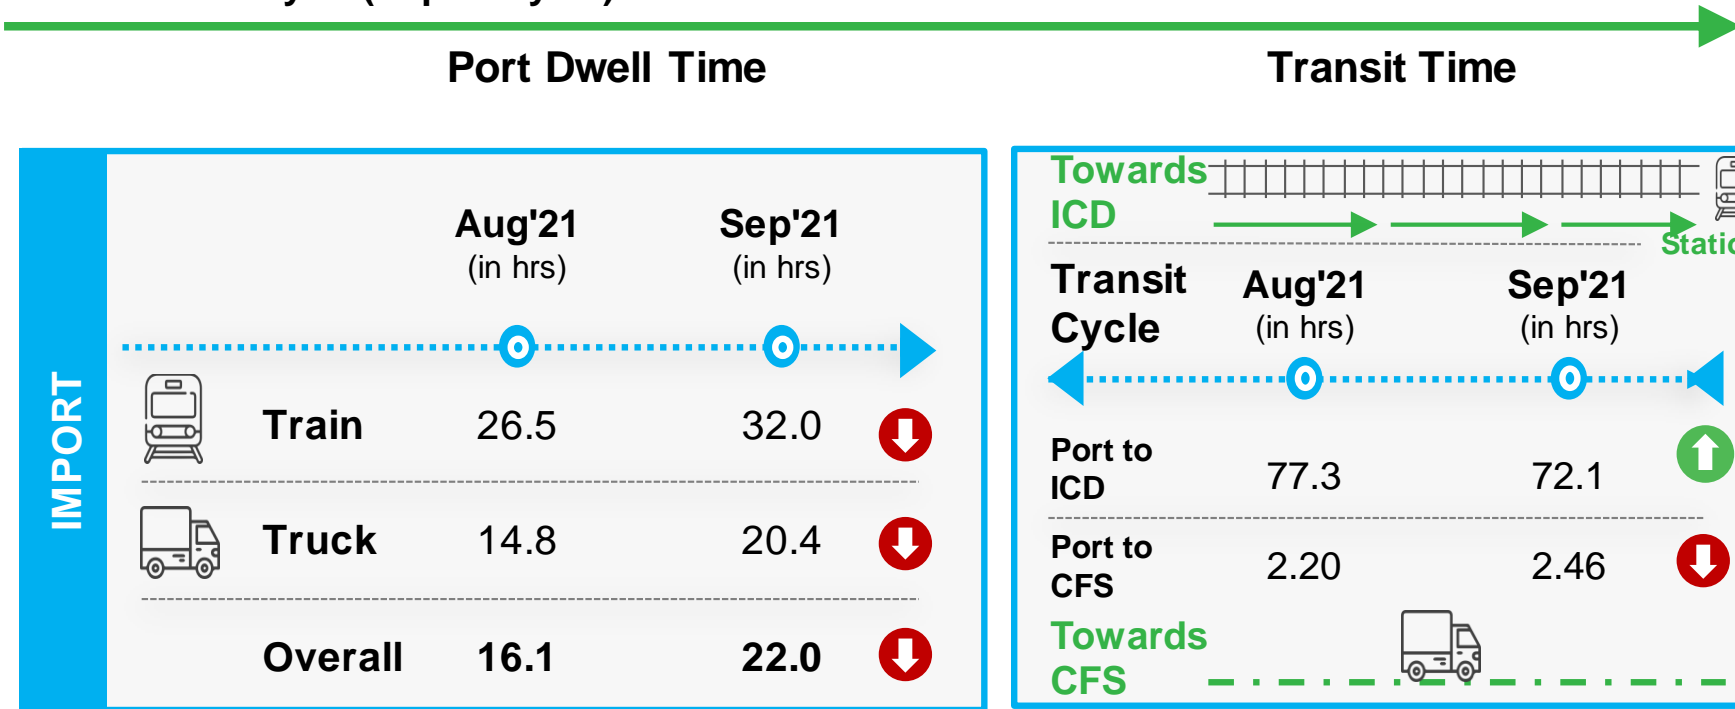 Port Dwell Time
Transit Time
IMPORT
Aug'21 Sep'21
(in hrs) (in hrs)
Train 26.5 32.0
Truck 14.8 20.4
Overall 16.1 22.0
Towards
ICD
Transit
Cycle
Aug'21 Sep'21
(in hrs) (in hrs)
Port to
ICD
77.3 72.1
Port to
CFS
2.20 2.46
Towards
CFS